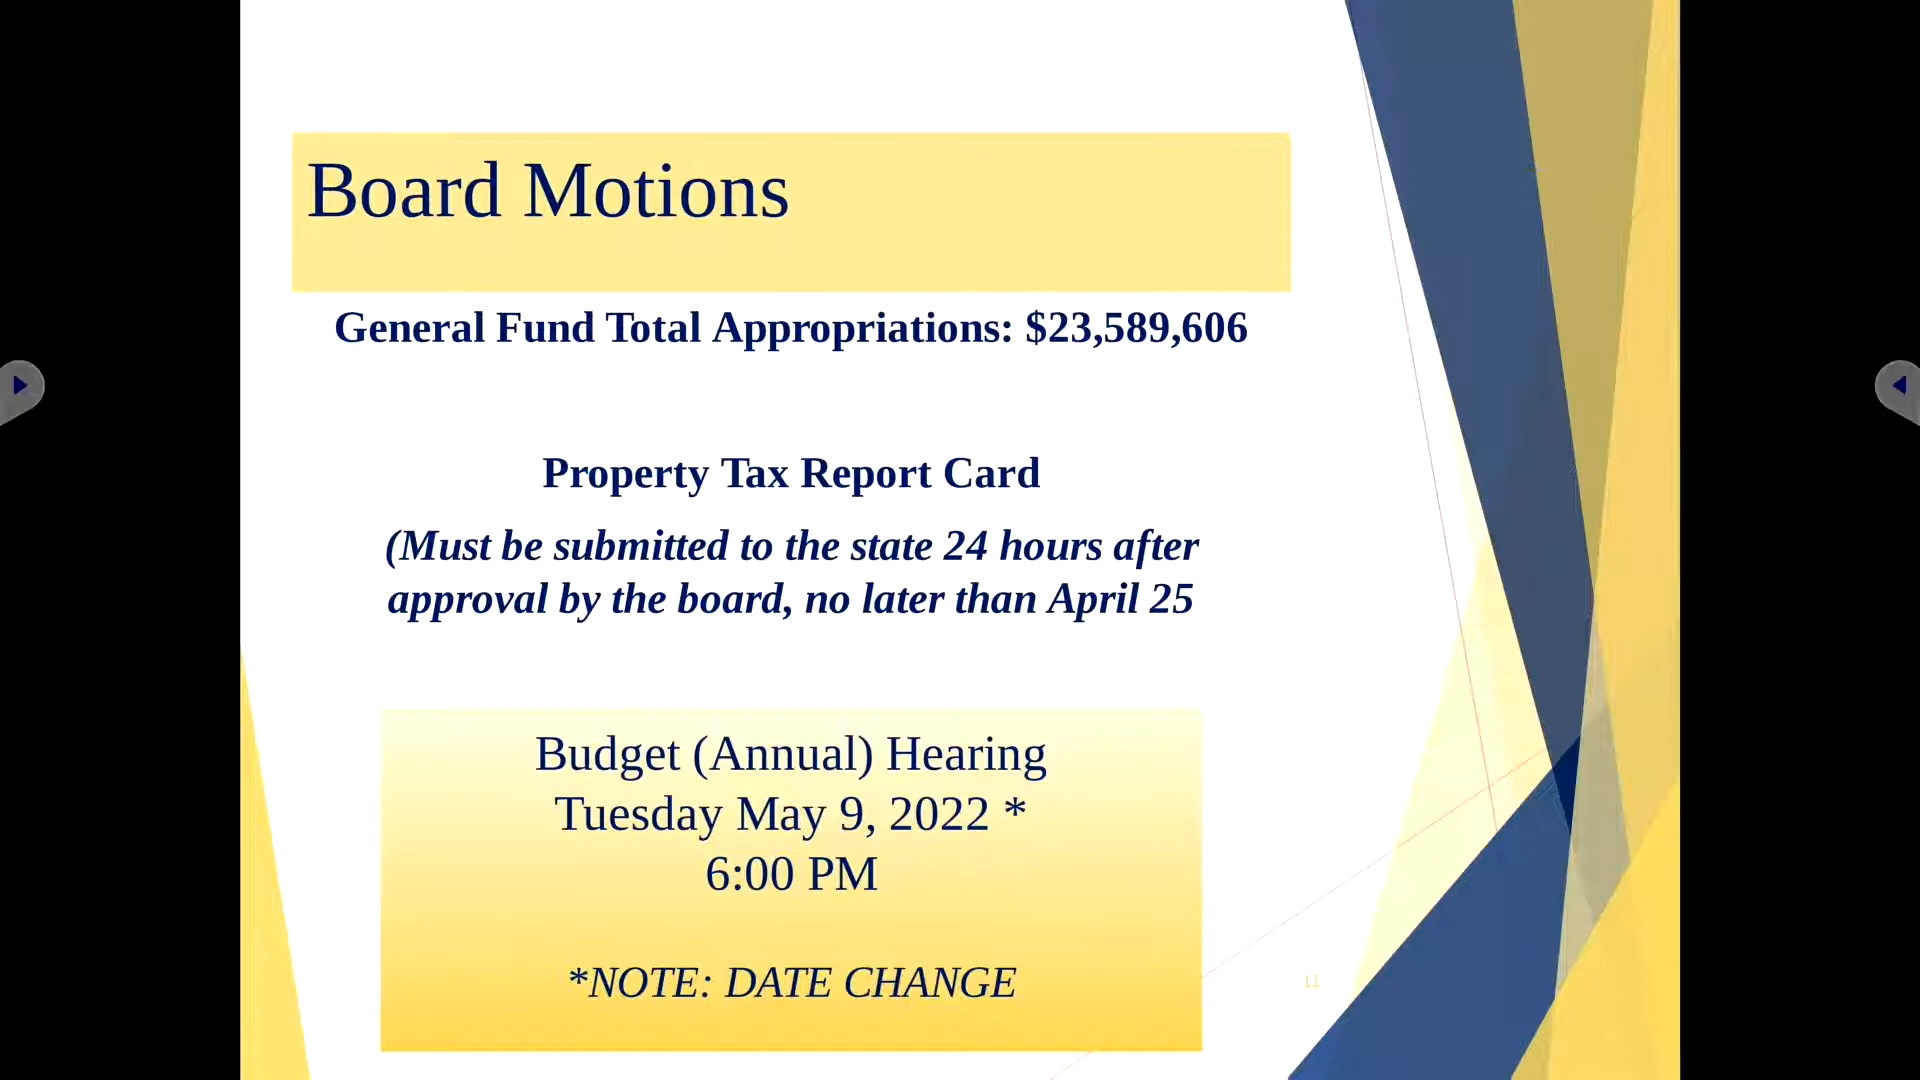 Board Motions
General Fund Total Appropriations: $23,589,606
Property Tax Report Card
(Must be submitted to the state 24 hours after
approval by the board, no later than April 25
Budget (Annual) Hearing
Tuesday May 9, 2022 *
6:00 PM
*NOTE: DATE CHANGE
11